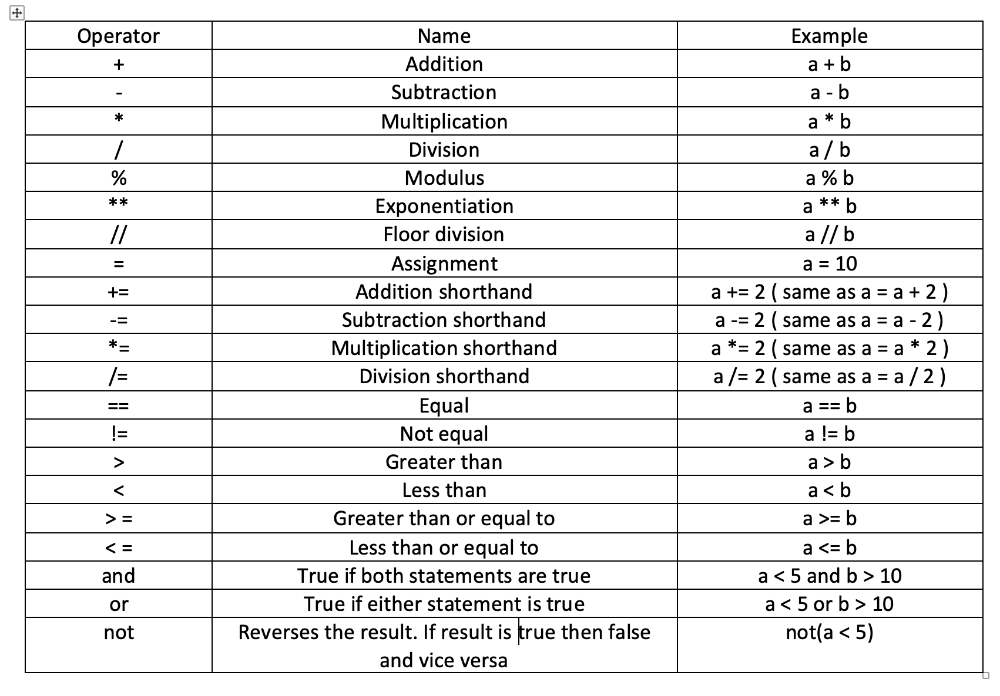 Operator Name Example
+ Addition a + b
- Subtraction a - b
* Multiplication a * b
/ Division a / b
% Modulus a % b
** Exponentiation a ** b
// Floor division a // b
= Assignment a = 10
+= Addition shorthand a += 2 ( same as a = a + 2 )
-= Subtraction shorthand a -= 2 ( same as a = a - 2 )
*= Multiplication shorthand a *= 2 ( same as a = a * 2 )
/= Division shorthand a /= 2 ( same as a = a / 2 )
== Equal a == b
!= Not equal a != b
> Greater than a > b
< Less than a < b
> = Greater than or equal to a >= b
< = Less than or equal to a <= b
and True if both statements are true a < 5 and b > 10
or True if either statement is true a < 5 or b > 10
not Reverses the result. If result is true then false not(a < 5)
and vice versa